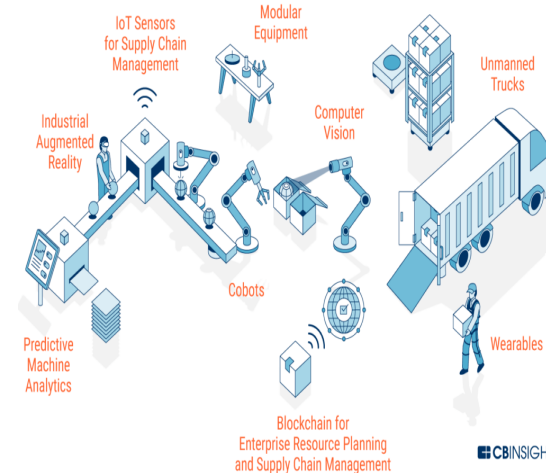 IoT Sensors
for Supply Chain
Management
Modular
Equipment
Unmanned
Trucks
Industrial
Augmented
Reality
Computer
Vision
Cobots
Predictive
Machine
Analytics
Wearables
Blockchain for
Enterprise Resource Planning
and Supply Chain Management
CBINSIGH